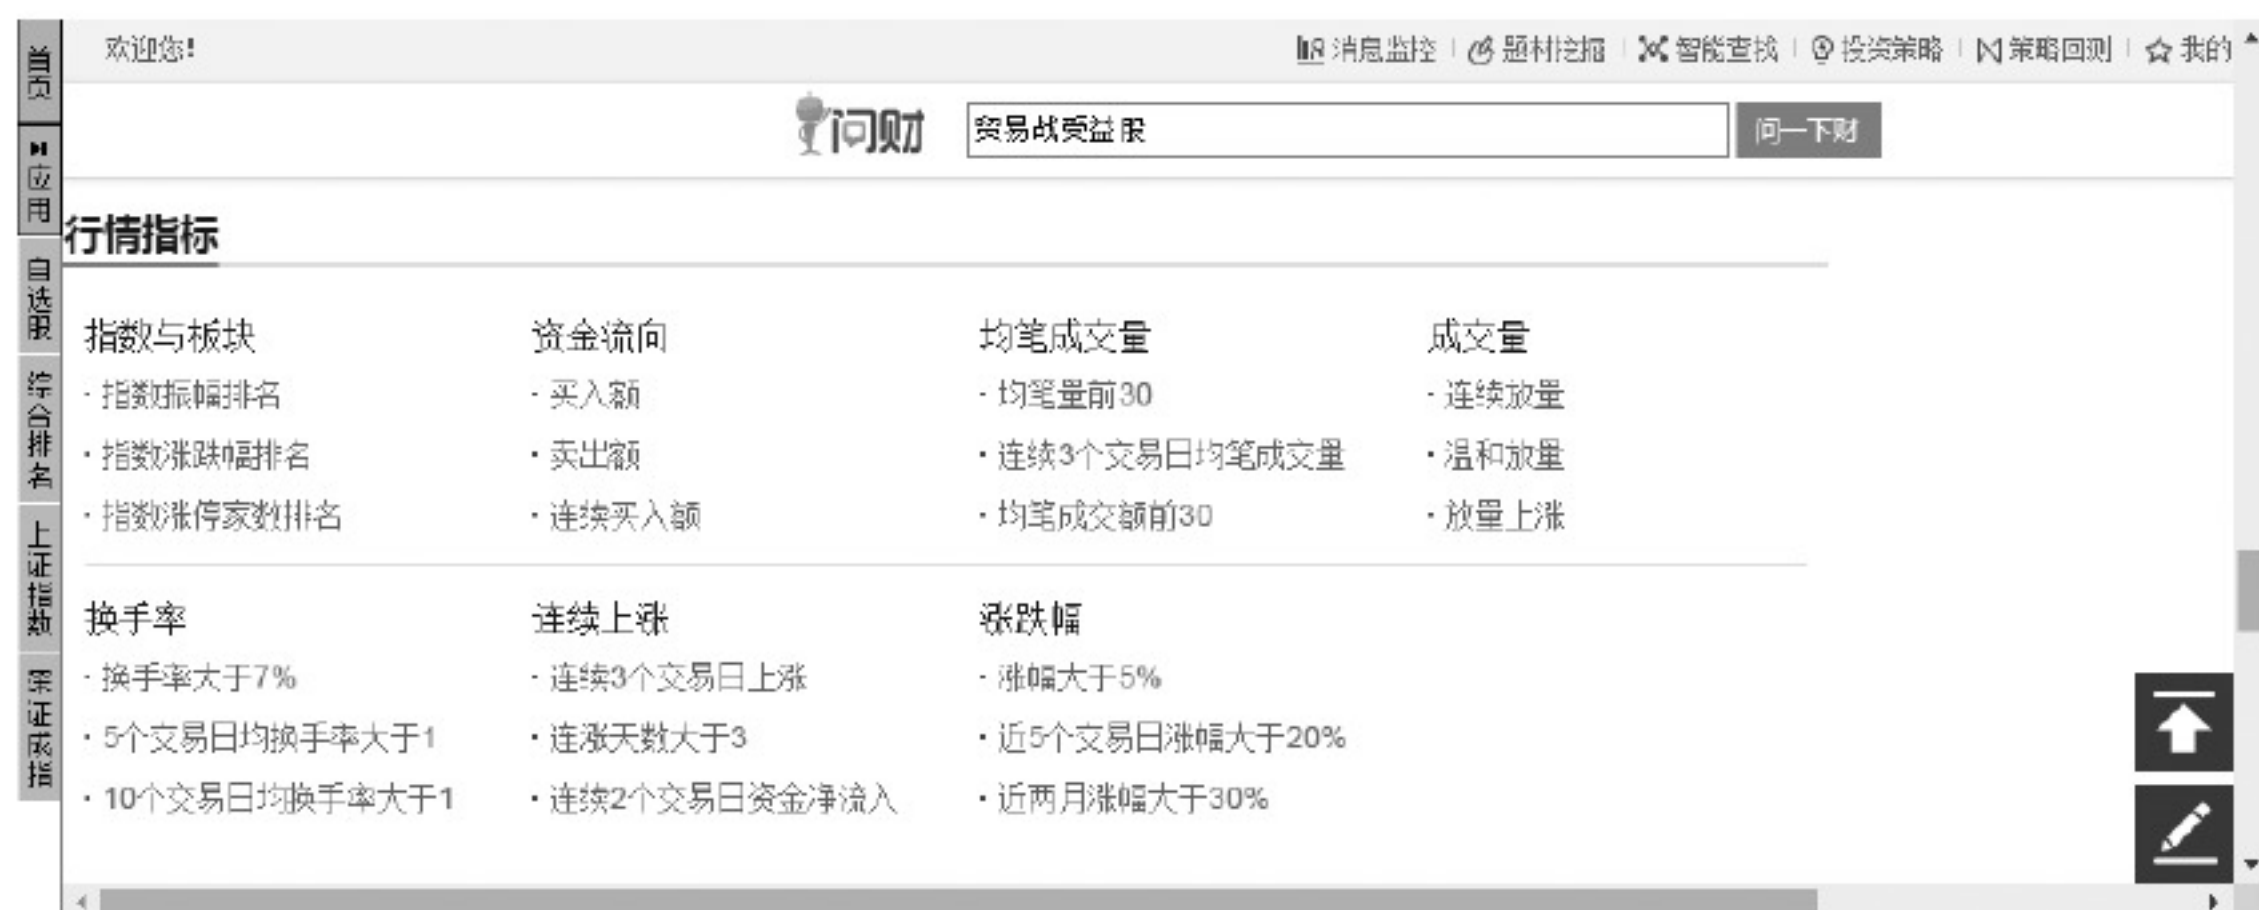 欢迎您!
消息监控 题材挖掘 智能查找 投资策略 策略回测 我的
问财 贸易战受益股 问一下财
首页
应用
自选股
综合排名
上证指数
深证成指
行情指标
指数与板块 资金流向 均笔成交量 成交量
· 指数振幅排名 · 买入额 · 均笔量前30 · 连续放量
· 指数涨跌幅排名 · 卖出额 · 连续3个交易日均笔成交量 · 温和放量
· 指数涨停家数排名 · 连续买入额 · 均笔成交额前30 · 放量上涨
换手率 连续上涨 涨跌幅
· 换手率大于7% · 连续3个交易日上涨 · 涨幅大于5%
· 5个交易日均换手率大于1 · 连涨天数大于3 · 近5个交易日涨幅大于20%
· 10个交易日均换手率大于1 · 连续2个交易日资金净流入 · 近两月涨幅大于30%